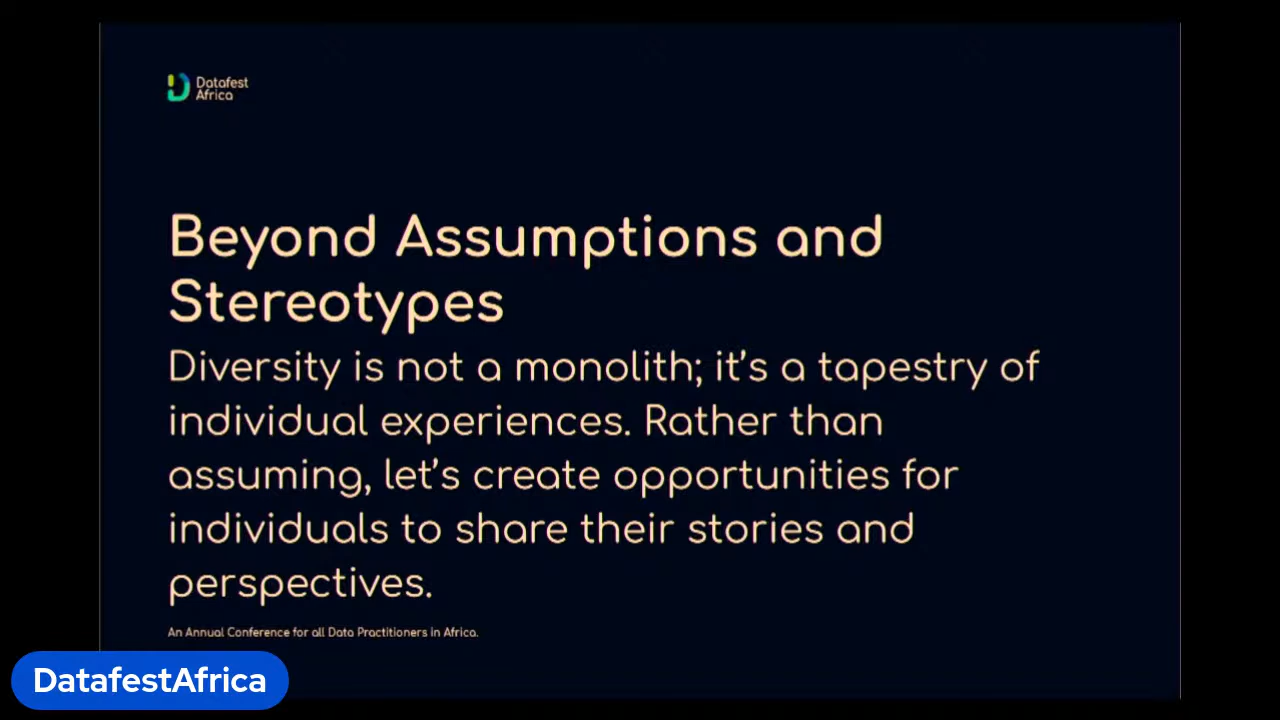 Datafest
Africa
Beyond Assumptions and
Stereotypes
Diversity is not a monolith; it's a tapestry of
individual experiences. Rather than
assuming, let's create opportunities for
individuals to share their stories and
perspectives.
An Annual Conference for all Data Practitioners in Africa.
DatafestAfrica